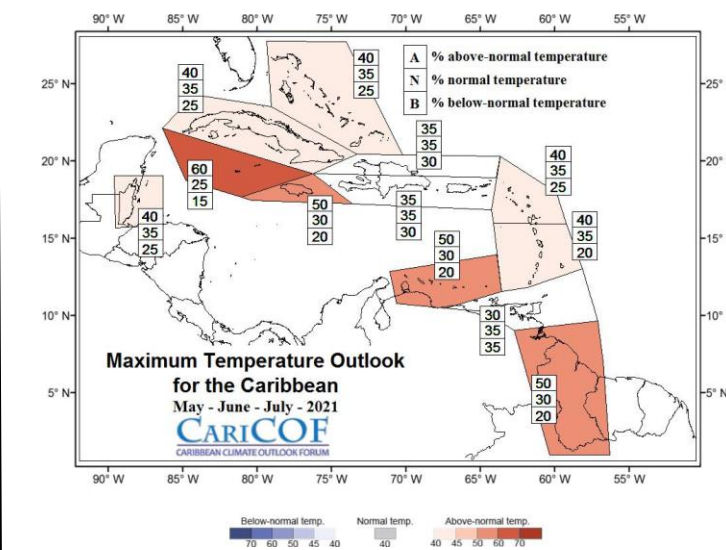 90° W 85° W 80° W 75° W 70° W 65° W 60° W 55° W
25° N
20° N
15° N
10° N
5° N
25° N
20° N
15° N
10° N
5° N
A % above-normal temperature
N % normal temperature
B % below-normal temperature
40
35
25
40
35
25
35
35
30
40
35
25
60
25
15
50
30
20
35
35
30
40
35
20
40
35
25
50
30
20
30
35
35
50
30
20
Maximum Temperature Outlook
for the Caribbean
May - June - July - 2021
CARICOF
CARIBBEAN CLIMATE OUTLOOK FORUM
90° W 85° W 80° W 75° W 70° W 65° W 60° W 55° W
Below-normal temp. Normal temp. Above-normal temp.
70 60 50 45 40 40 40 45 50 60 70